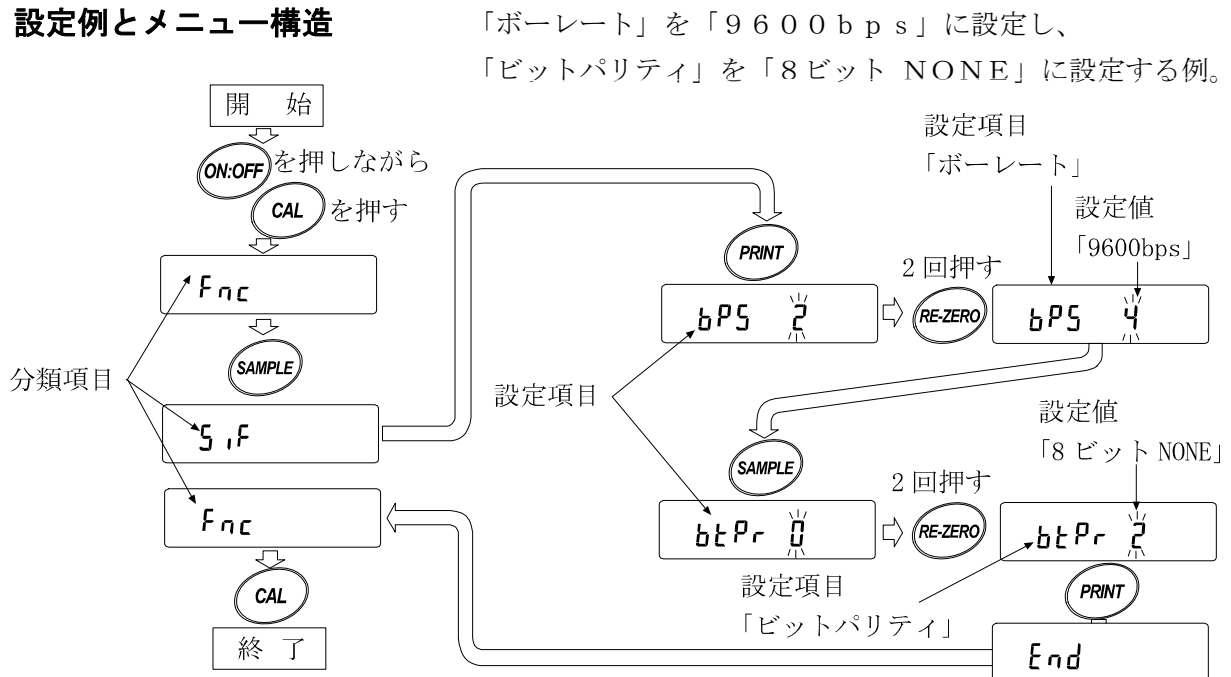 設定例とメニュー構造
「ボーレート」を「9600bps」に設定し、
「ビットパリティ」を「8ビット NONE」に設定する例。
開 始
ON:OFF を押しながら
CAL を押す
Fnc
SAMPLE
分類項目
SiF
Fnc
CAL
終 了
設定項目
「ボーレート」
設定値
「9600bps」
PRINT
2回押す
bPS 2
RE-ZERO
bPS 4
設定項目
設定値
「8ビット NONE」
SAMPLE
2回押す
btPr 0
RE-ZERO
btPr 2
設定項目
「ビットパリティ」
PRINT
End